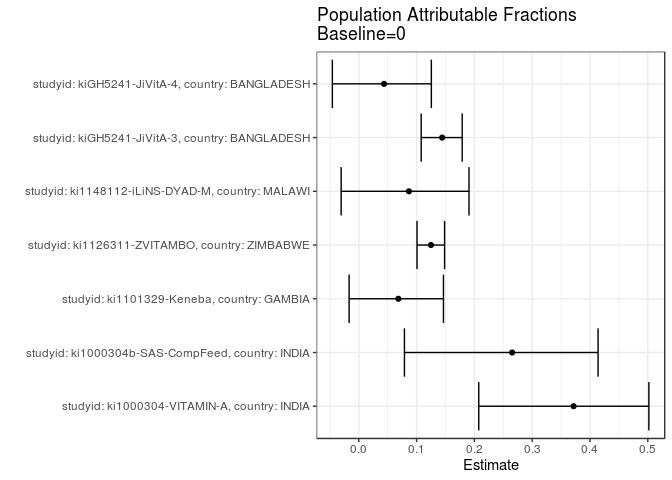 Population Attributable Fractions
Baseline=0
studyid: kiGH5241-JiVitA-4, country: BANGLADESH
studyid: kiGH5241-JiVitA-3, country: BANGLADESH
studyid: ki1148112-iLiNS-DYAD-M, country: MALAWI
studyid: ki1126311-ZVITAMBO, country: ZIMBABWE
studyid: ki1101329-Keneba, country: GAMBIA
studyid: ki1000304b-SAS-CompFeed, country: INDIA
studyid: ki1000304-VITAMIN-A, country: INDIA
0.0 0.1 0.2 0.3 0.4 0.5
Estimate